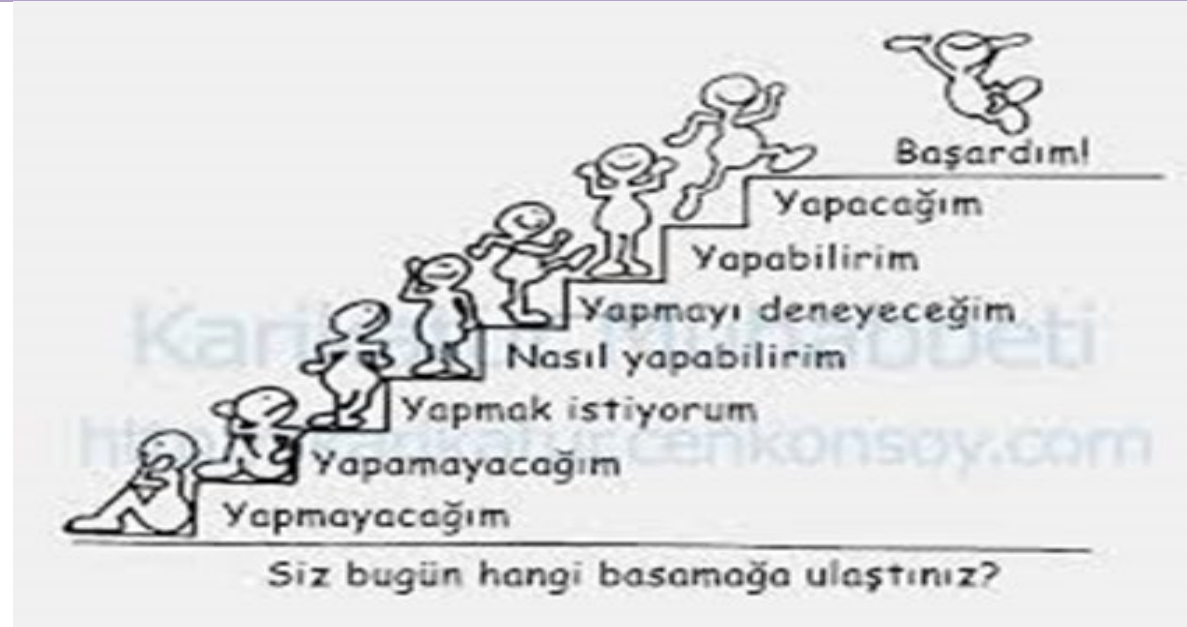 Başardım!
Yapacağım
Yapabilirim
Yapmayı deneyeceğim
Nasıl yapabilirim
Yapmak istiyorum
Yapamayacağım
Yapmayacağım
Siz bugün hangi basamağa ulaştınız?